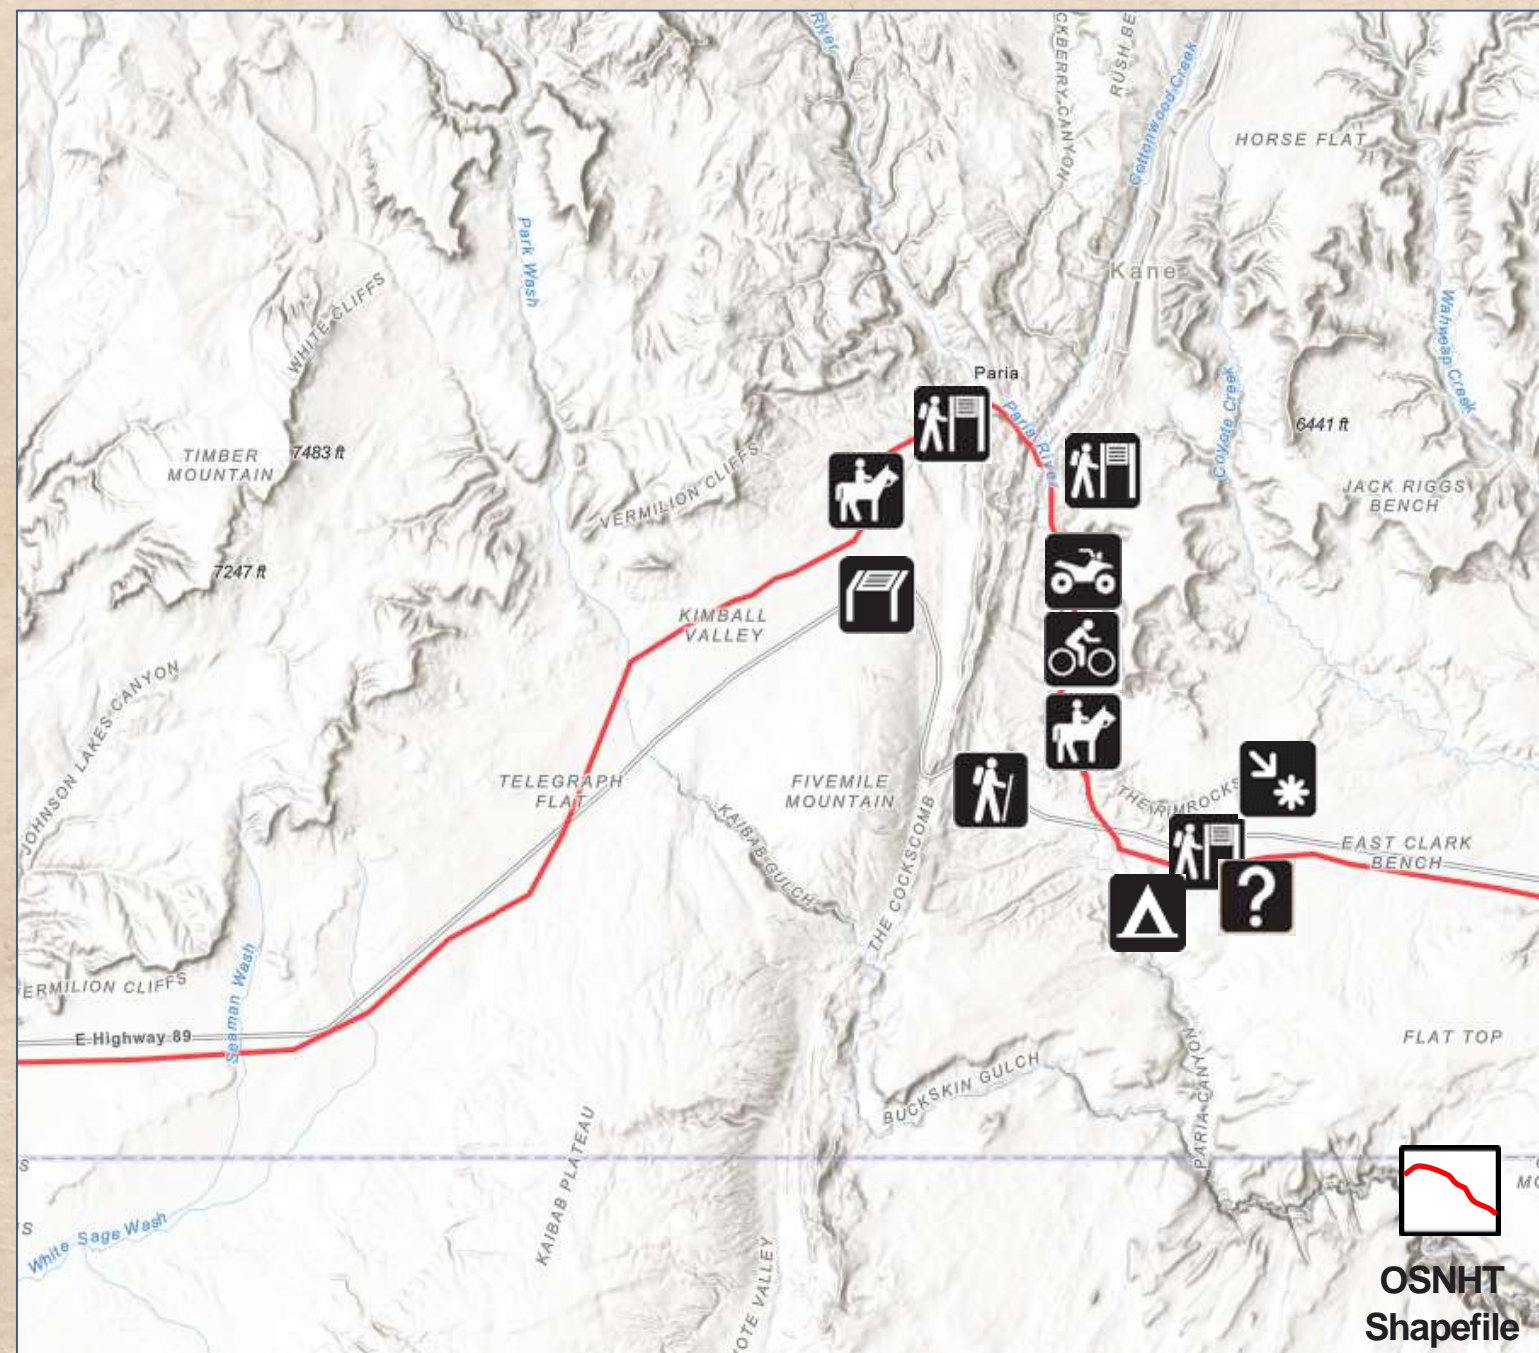 River
CKBERRY CANYON
RUSH BE
Cottonwood Creek
HORSE FLAT
Park Wash
Kane
WHITE CLIFFS
Wahweap Creek
Paria
Paria River
Coyote Creek
6441 ft
TIMBER
MOUNTAIN
7483 ft
VERMILION CLIFFS
JACK RIGGS
BENCH
7247 ft
KIMBALL
VALLEY
JOHNSON LAKES CANYON
TELEGRAPH
FLAT
FIVEMILE
MOUNTAIN
THE RIMROCKS
KAIBAB GULCH
THE COCKSCOMB
EAST CLARK
BENCH
?
ERMILION CLIFFS
Seaman Wash
E Highway 89
FLAT TOP
BUCKSKIN GULCH
PARIA CANYON
KAIBAB PLATEAU
S
MO
IS
White Sage Wash
OTE VALLEY
OSNHT
Shapefile